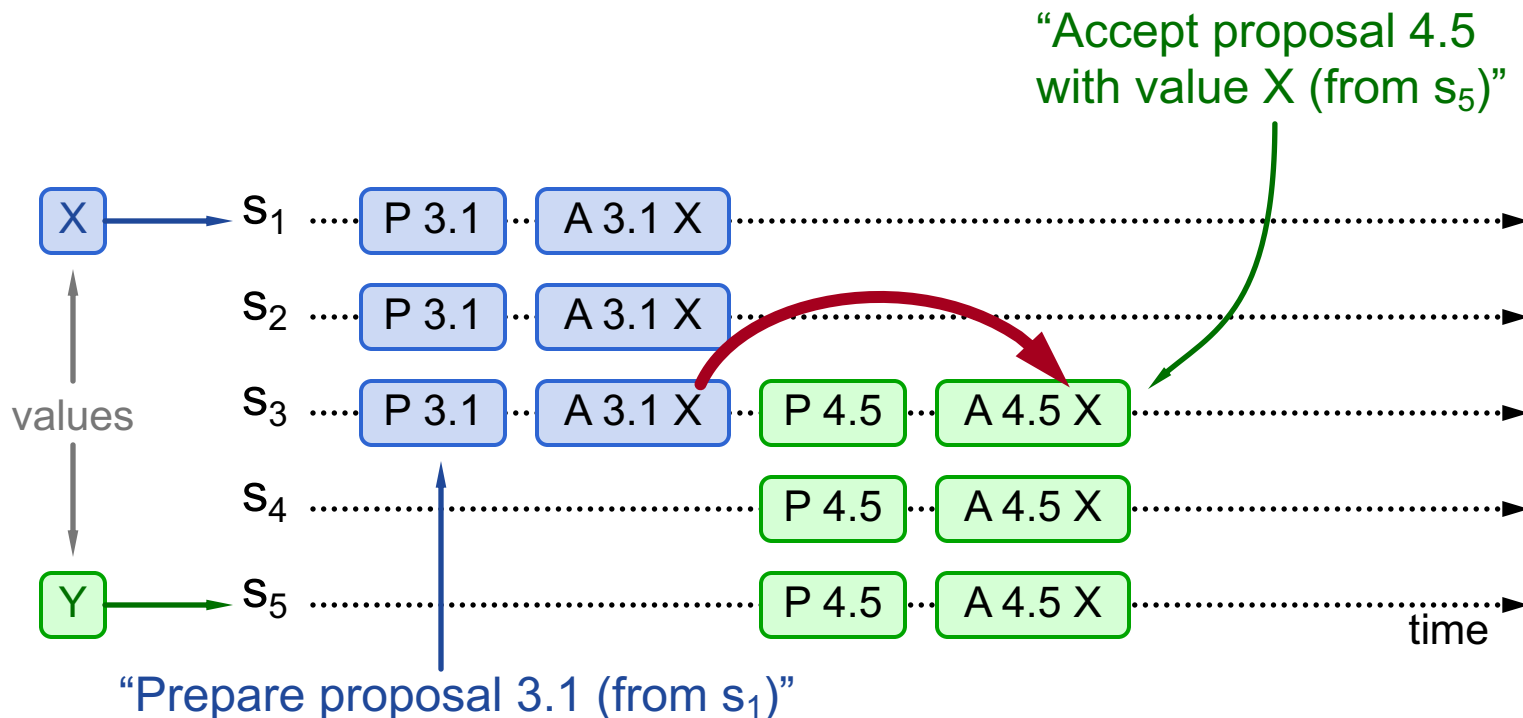 “Accept proposal 4.5
with value X (from s5)”
X s1 P 3.1 A 3.1 X
s2 P 3.1 A 3.1 X
values s3 P 3.1 A 3.1 X P 4.5 A 4.5 X
s4 P 4.5 A 4.5 X
Y s5 P 4.5 A 4.5 X
time
“Prepare proposal 3.1 (from s1)”